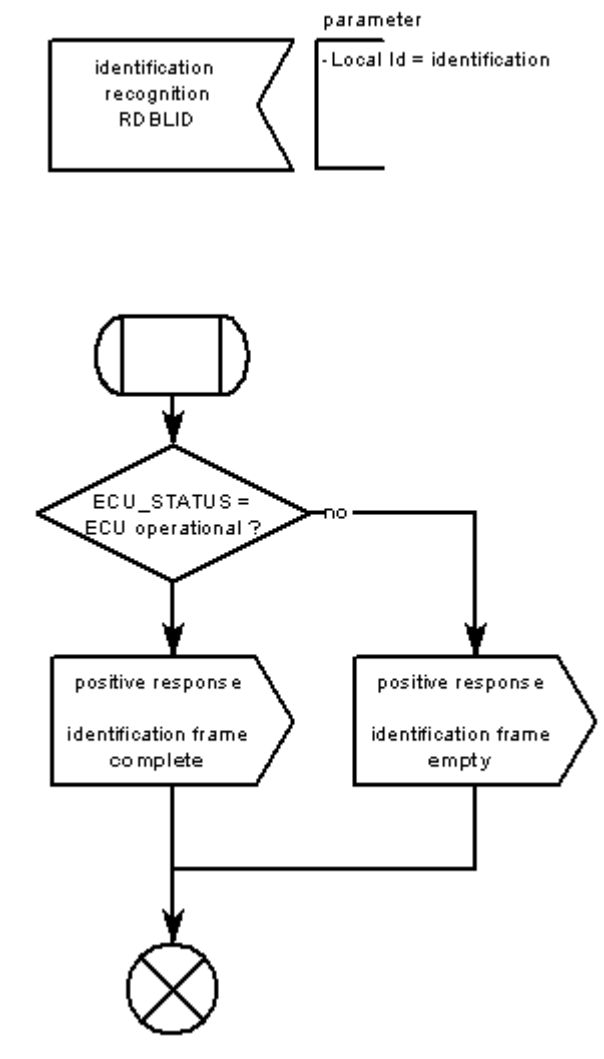 parameter
identification
recognition
RDBLID
- Local Id = identification
ECU_STATUS =
ECU operational ?
no
positive response
identification frame
complete
positive response
identification frame
empty